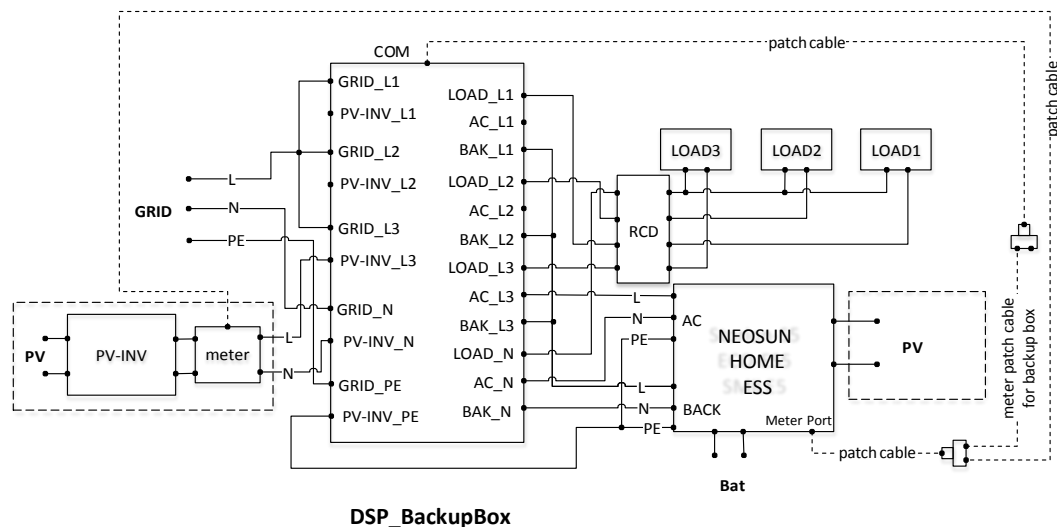 COM
patch cable
patch cable
GRID_L1
PV-INV_L1
GRID_L2
PV-INV_L2
GRID_L3
PV-INV_L3
GRID_N
PV-INV_N
GRID_PE
PV-INV_PE
LOAD_L1
AC_L1
BAK_L1
LOAD_L2
AC_L2
BAK_L2
LOAD_L3
AC_L3
BAK_L3
LOAD_N
AC_N
BAK_N
LOAD3
LOAD2
LOAD1
RCD
GRID
L
N
PE
PV
PV-INV
meter
L
N
L
N
PE
AC
L
N
PE
BACK
NEOSUN
HOME
ESS
Meter Port
PV
Bat
patch cable
meter patch cable
for backup box
DSP_BackupBox